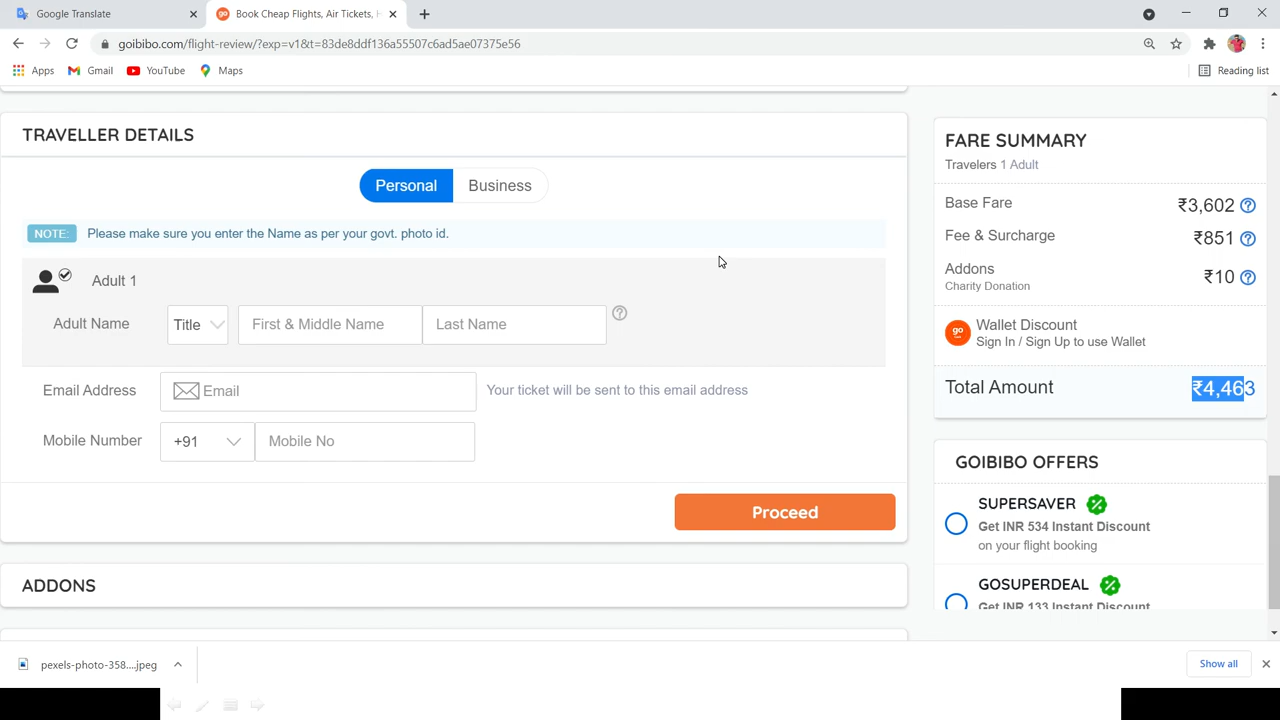 Google Translate
Book Cheap Flights, Air Tickets, H
goibibo.com/flight-review/?exp=v1&t=83de8ddf136a55507c6ad5ae07375e56
Apps
Gmail
YouTube
Maps
Reading list
TRAVELLER DETAILS
Personal
Business
NOTE:
Please make sure you enter the Name as per your govt. photo id.
Adult 1
Adult Name
Title
First & Middle Name
Last Name
Email Address
Email
Your ticket will be sent to this email address
Mobile Number
+91
Mobile No
Proceed
ADDONS
FARE SUMMARY
Travelers 1 Adult
Base Fare ₹3,602
Fee & Surcharge ₹851
Addons ₹10
Charity Donation
go
Wallet Discount
Sign In / Sign Up to use Wallet
Total Amount ₹4,463
GOIBIBO OFFERS
SUPERSAVER
Get INR 534 Instant Discount
on your flight booking
GOSUPERDEAL
Get INR 133 Instant Discount
pexels-photo-358....jpeg
Show all